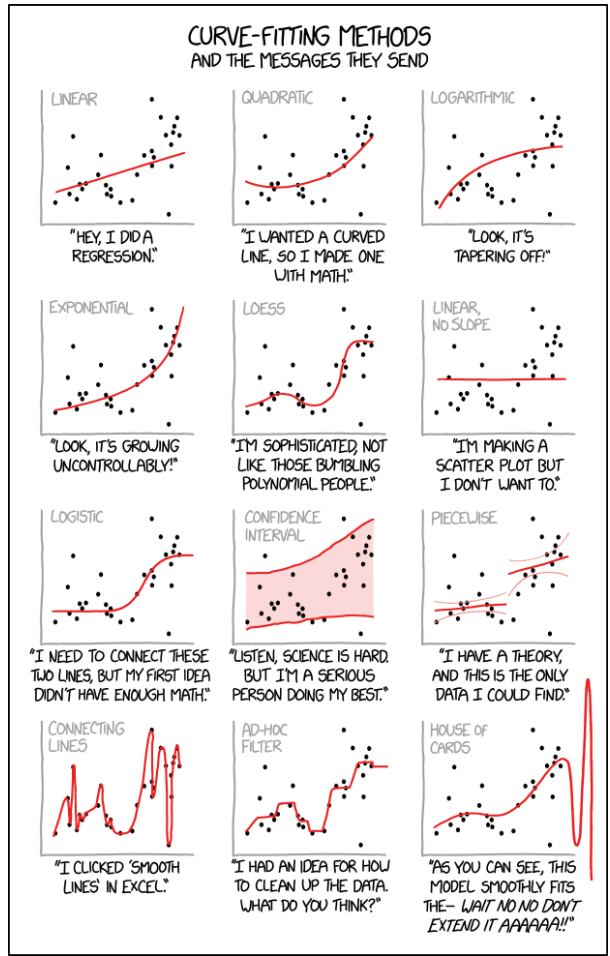 CURVE-FITTING METHODS
AND THE MESSAGES THEY SEND
LINEAR
"HEY, I DID A
REGRESSION."
QUADRATIC
"I WANTED A CURVED
LINE, SO I MADE ONE
WITH MATH."
LOGARITHMIC
"LOOK, IT'S
TAPERING OFF!"
EXPONENTIAL
"LOOK, IT'S GROWING
UNCONTROLLABLY!"
LOESS
"I'M SOPHISTICATED, NOT
LIKE THOSE BUMBLING
POLYNOMIAL PEOPLE."
LINEAR,
NO SLOPE
"I'M MAKING A
SCATTER PLOT BUT
I DON'T WANT TO."
LOGISTIC
"I NEED TO CONNECT THESE
TWO LINES, BUT MY FIRST IDEA
DIDN'T HAVE ENOUGH MATH."
CONFIDENCE
INTERVAL
"LISTEN, SCIENCE IS HARD.
BUT I'M A SERIOUS
PERSON DOING MY BEST."
PIECEWISE
"I HAVE A THEORY,
AND THIS IS THE ONLY
DATA I COULD FIND."
CONNECTING
LINES
"I CLICKED 'SMOOTH
LINES' IN EXCEL."
AD-HOC
FILTER
"I HAD AN IDEA FOR HOW
TO CLEAN UP THE DATA.
WHAT DO YOU THINK?"
HOUSE OF
CARDS
"AS YOU CAN SEE, THIS
MODEL SMOOTHLY FITS
THE- WAIT NO NO DON'T
EXTEND IT AAAAAA!!"